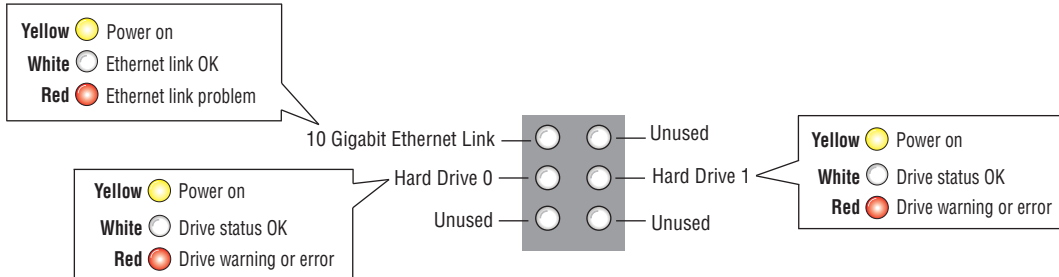 Yellow Power on
White Ethernet link OK
Red Ethernet link problem
10 Gigabit Ethernet Link
Unused
Hard Drive 0
Hard Drive 1
Unused
Unused
Yellow Power on
White Drive status OK
Red Drive warning or error
Yellow Power on
White Drive status OK
Red Drive warning or error